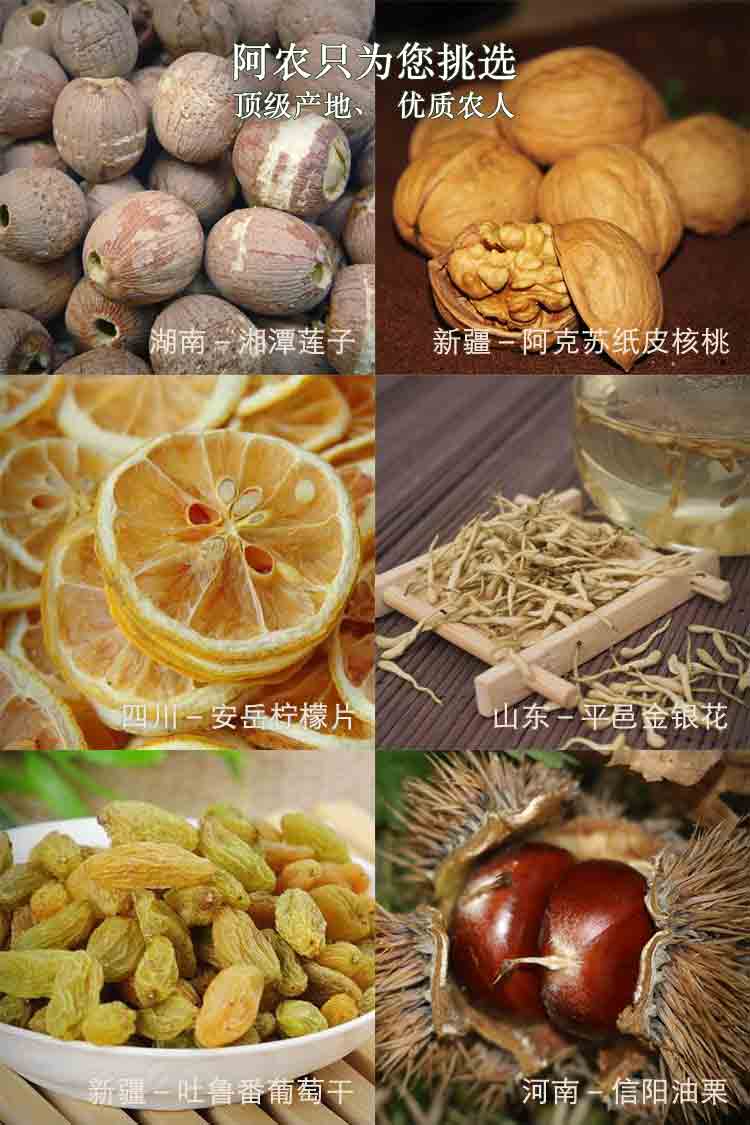 阿农只为您挑选
顶级产地、 优质农人
湖南 – 湘潭莲子
新疆 – 阿克苏纸皮核桃
四川 – 安岳柠檬片
山东 – 平邑金银花
新疆 – 吐鲁番葡萄干
河南 – 信阳油栗